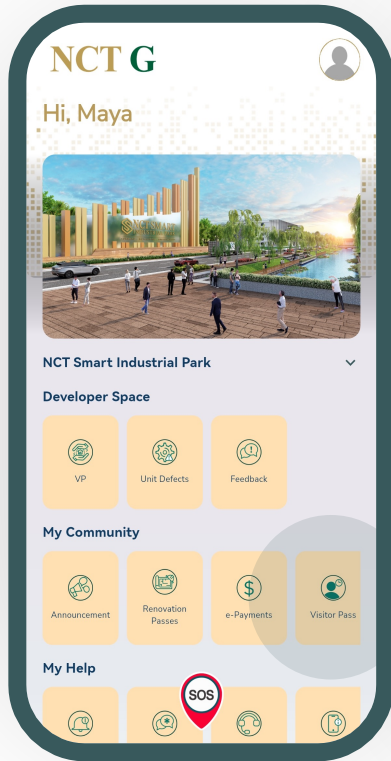 NCT G
Hi, Maya
NCT Smart Industrial Park
Developer Space
VP
Unit Defects
Feedback
My Community
Announcement
Renovation
Passes
e-Payments
Visitor Pass
My Help
SOS